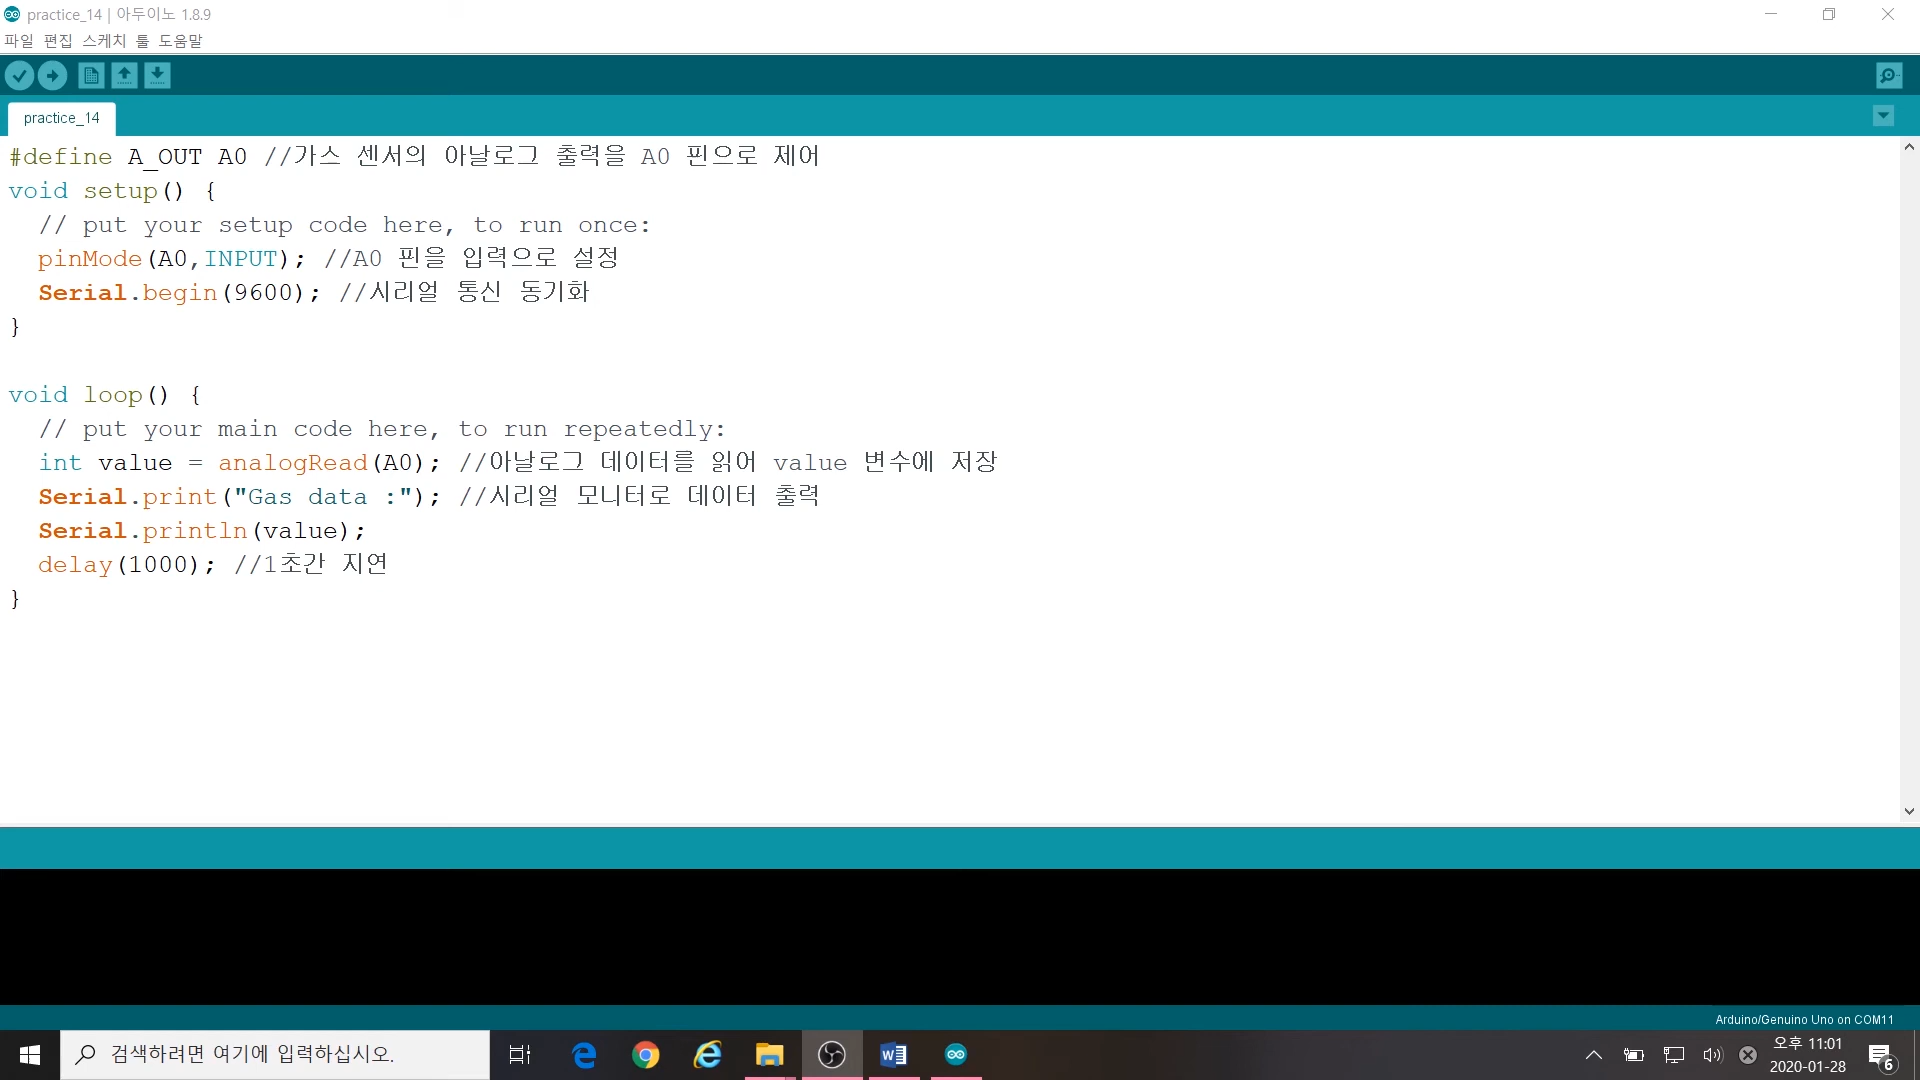 practice_14 | 아두이노 1.8.9
파일 편집 스케치 툴 도움말
practice_14
#define A_OUT A0 //가스 센서의 아날로그 출력을 A0 핀으로 제어
void setup() {
  // put your setup code here, to run once:
  pinMode(A0,INPUT); //A0 핀을 입력으로 설정
  Serial.begin(9600); //시리얼 통신 동기화
}
void loop() {
  // put your main code here, to run repeatedly:
  int value = analogRead(A0); //아날로그 데이터를 읽어 value 변수에 저장
  Serial.print("Gas data :"); //시리얼 모니터로 데이터 출력
  Serial.println(value);
  delay(1000); //1초간 지연
}
Arduino/Genuino Uno on COM11
검색하려면 여기에 입력하십시오.
오후 11:01
2020-01-28
6